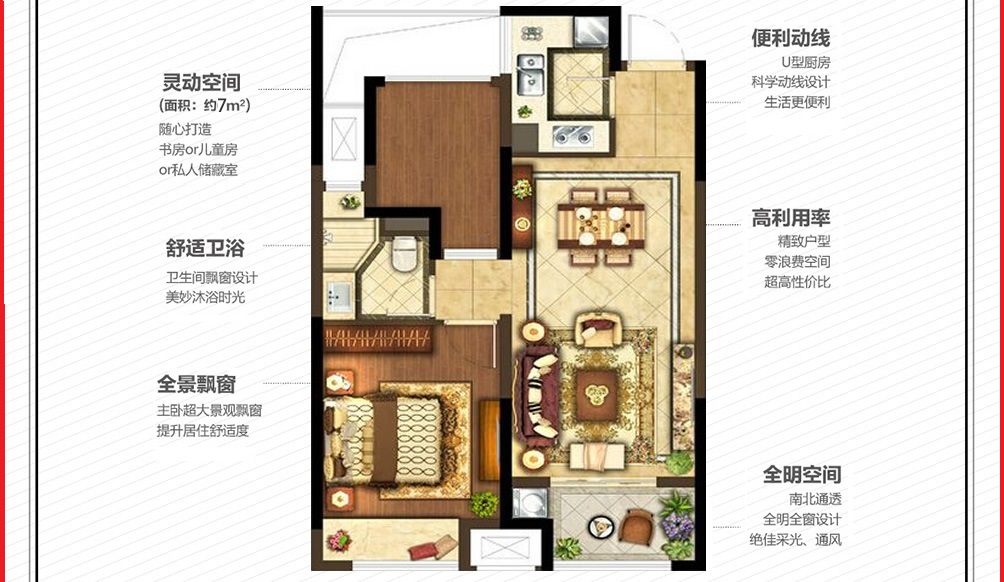 灵动空间
(面积：约7m²)
随心打造
书房or儿童房
or私人储藏室
舒适卫浴
卫生间飘窗设计
美妙沐浴时光
全景飘窗
主卧超大景观飘窗
提升居住舒适度
便利动线
U型厨房
科学动线设计
生活更便利
高利用率
精致户型
零浪费空间
超高性价比
全明空间
南北通透
全明全窗设计
绝佳采光、通风